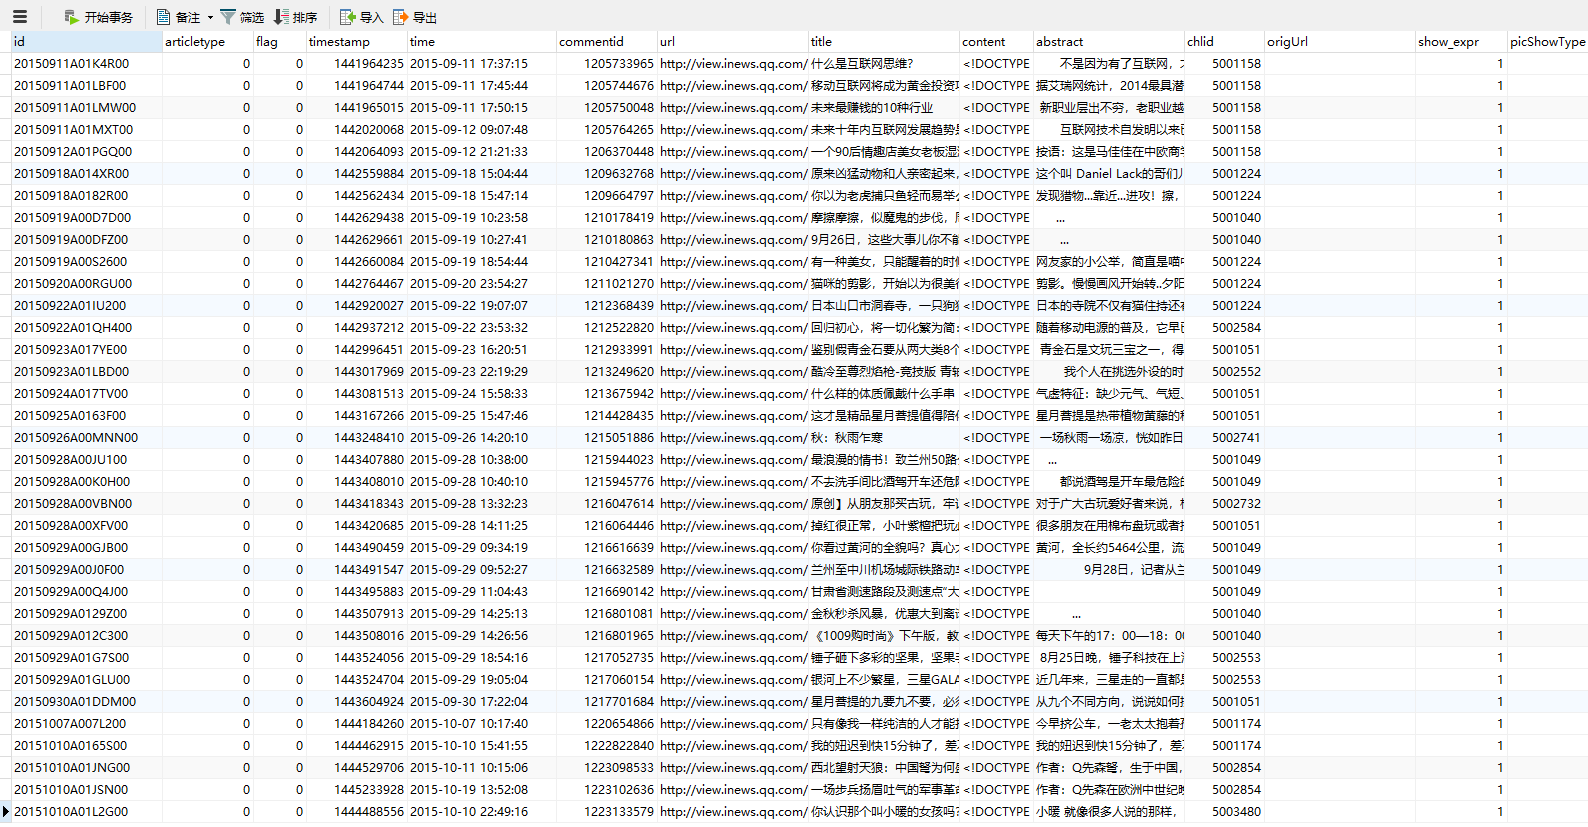 开始事务 备注 筛选 排序 导入 导出
id articletype flag timestamp time commentid url title content abstract chlid origUrl show_expr picShowType
20150911A01K4R00 0 0 1441964235 2015-09-11 17:37:15 1205733965 http://view.inews.qq.com/ 什么是互联网思维? <!DOCTYPE 不是因为有了互联网, 5001158 1
20150911A01LBF00 0 0 1441964744 2015-09-11 17:45:44 1205744676 http://view.inews.qq.com/ 移动互联网将成为黄金投资 <!DOCTYPE 据艾瑞网统计，2014最具潜 5001158 1
20150911A01LMW00 0 0 1441965015 2015-09-11 17:50:15 1205750048 http://view.inews.qq.com/ 未来最赚钱的10种行业 <!DOCTYPE 新职业层出不穷，老职业越 5001158 1
20150911A01MXT00 0 0 1442020068 2015-09-12 09:07:48 1205764265 http://view.inews.qq.com/ 未来十年内互联网发展趋势 <!DOCTYPE 互联网技术自发明以来 5001158 1
20150912A01PGQ00 0 0 1442064093 2015-09-12 21:21:33 1206370448 http://view.inews.qq.com/ 一个90后情趣店美女老板湿 <!DOCTYPE 按语：这是马佳佳在中欧商 5001158 1
20150918A014XR00 0 0 1442559884 2015-09-18 15:04:44 1209632768 http://view.inews.qq.com/ 原来凶猛动物和人亲密起来， <!DOCTYPE 这个叫 Daniel Lack的哥们 5001224 1
20150918A0182R00 0 0 1442562434 2015-09-18 15:47:14 1209664797 http://view.inews.qq.com/ 你以为老虎捕只鱼轻而易举 <!DOCTYPE 发现猎物...靠近...进攻！擦， 5001224 1
20150919A00D7D00 0 0 1442629438 2015-09-19 10:23:58 1210178419 http://view.inews.qq.com/ 摩擦摩擦，似魔鬼的步伐， <!DOCTYPE ... 5001040 1
20150919A00DFZ00 0 0 1442629661 2015-09-19 10:27:41 1210180863 http://view.inews.qq.com/ 9月26日，这些大事儿你不能 <!DOCTYPE ... 5001040 1
20150919A00S2600 0 0 1442660084 2015-09-19 18:54:44 1210427341 http://view.inews.qq.com/ 有一种美女，只能醒着的时候 <!DOCTYPE 网友家的小公举，简直是喵 5001224 1
20150920A00RGU00 0 0 1442764467 2015-09-20 23:54:27 1211021270 http://view.inews.qq.com/ 猫咪的剪影，开始以为很美 <!DOCTYPE 剪影。慢慢画风开始转..夕阳 5001224 1
20150922A01IU200 0 0 1442920027 2015-09-22 19:07:07 1212368439 http://view.inews.qq.com/ 日本山口市洞春寺，一只狗 <!DOCTYPE 日本的寺院不仅有猫住持还 5001224 1
20150922A01QH400 0 0 1442937212 2015-09-22 23:53:32 1212522820 http://view.inews.qq.com/ 回归初心，将一切化繁为简： <!DOCTYPE 随着移动电源的普及，它早 5002584 1
20150923A017YE00 0 0 1442996451 2015-09-23 16:20:51 1212933991 http://view.inews.qq.com/ 鉴别假青金石要从两大类8个 <!DOCTYPE 青金石是文玩三宝之一，得 5001051 1
20150923A01LBD00 0 0 1443017969 2015-09-23 22:19:29 1213249620 http://view.inews.qq.com/ 酷冷至尊烈焰枪-竞技版 青轴 <!DOCTYPE 我个人在挑选外设的时 5002552 1
20150924A017TV00 0 0 1443081513 2015-09-24 15:58:33 1213675942 http://view.inews.qq.com/ 什么样的体质佩戴什么手串 <!DOCTYPE 气虚特征：缺少元气、气短、 5001051 1
20150925A0163F00 0 0 1443167266 2015-09-25 15:47:46 1214428435 http://view.inews.qq.com/ 这才是精品星月菩提值得陪 <!DOCTYPE 星月菩提是热带植物黄藤的 5001051 1
20150926A00MNN00 0 0 1443248410 2015-09-26 14:20:10 1215051886 http://view.inews.qq.com/ 秋：秋雨乍寒 <!DOCTYPE 一场秋雨一场凉，恍如昨日 5002741 1
20150928A00JU100 0 0 1443407880 2015-09-28 10:38:00 1215944023 http://view.inews.qq.com/ 最浪漫的情书！致兰州50路 <!DOCTYPE ... 5001049 1
20150928A00K0H00 0 0 1443408010 2015-09-28 10:40:10 1215945776 http://view.inews.qq.com/ 不去洗手间比酒驾开车还危险 <!DOCTYPE 都说酒驾是开车最危险的 5001049 1
20150928A00VBN00 0 0 1443418343 2015-09-28 13:32:23 1216047614 http://view.inews.qq.com/ 原创】从朋友那买古玩，牢 <!DOCTYPE 对于广大古玩爱好者来说， 5002732 1
20150928A00XFV00 0 0 1443420685 2015-09-28 14:11:25 1216064446 http://view.inews.qq.com/ 掉红很正常，小叶紫檀把玩 <!DOCTYPE 很多朋友在用棉布盘玩或者 5001051 1
20150929A00GJB00 0 0 1443490459 2015-09-29 09:34:19 1216616639 http://view.inews.qq.com/ 你看过黄河的全貌吗？真心 <!DOCTYPE 黄河，全长约5464公里，流 5001049 1
20150929A00J0F00 0 0 1443491547 2015-09-29 09:52:27 1216632589 http://view.inews.qq.com/ 兰州至中川机场城际铁路动车 <!DOCTYPE 9月28日，记者从兰 5001049 1
20150929A00Q4J00 0 0 1443495883 2015-09-29 11:04:43 1216690142 http://view.inews.qq.com/ 甘肃省测速路段及测速点“大 <!DOCTYPE 5001049 1
20150929A0129Z00 0 0 1443507913 2015-09-29 14:25:13 1216801081 http://view.inews.qq.com/ 金秋秒杀风暴，优惠大到离 <!DOCTYPE ... 5001040 1
20150929A012C300 0 0 1443508016 2015-09-29 14:26:56 1216801965 http://view.inews.qq.com/ 《1009购时尚》下午版，教 <!DOCTYPE 每天下午的17：00—18：00 5001040 1
20150929A01G7S00 0 0 1443524056 2015-09-29 18:54:16 1217052735 http://view.inews.qq.com/ 锤子砸下多彩的坚果，坚果手 <!DOCTYPE 8月25日晚，锤子科技在上 5002553 1
20150929A01GLU00 0 0 1443524704 2015-09-29 19:05:04 1217060154 http://view.inews.qq.com/ 银河上不少繁星，三星GALA <!DOCTYPE 近几年来，三星走的一直都是 5002553 1
20150930A01DDM00 0 0 1443604924 2015-09-30 17:22:04 1217701684 http://view.inews.qq.com/ 星月菩提的九要九不要，必 <!DOCTYPE 从九个不同方向，说说如何 5001051 1
20151007A007L200 0 0 1444184260 2015-10-07 10:17:40 1220654866 http://view.inews.qq.com/ 只有像我一样纯洁的人才能 <!DOCTYPE 今早挤公车，一老太太抱着 5001174 1
20151010A0165S00 0 0 1444462915 2015-10-10 15:41:55 1222822840 http://view.inews.qq.com/ 我的妞迟到快15分钟了，差 <!DOCTYPE 我的妞迟到快15分钟了，差 5001174 1
20151010A01JNG00 0 0 1444529706 2015-10-11 10:15:06 1223098533 http://view.inews.qq.com/ 西北望射天狼：中国弩为何 <!DOCTYPE 作者：Q先森弩，生于中国， 5002854 1
20151010A01JSN00 0 0 1445233928 2015-10-19 13:52:08 1223102636 http://view.inews.qq.com/ 一场步兵扬眉吐气的军事革命 <!DOCTYPE 作者：Q先森在欧洲中世纪 5002854 1
20151010A01L2G00 0 0 1444488556 2015-10-10 22:49:16 1223133579 http://view.inews.qq.com/ 你认识那个叫小暖的女孩吗？ <!DOCTYPE 小暖 就像很多人说的那样， 5003480 1